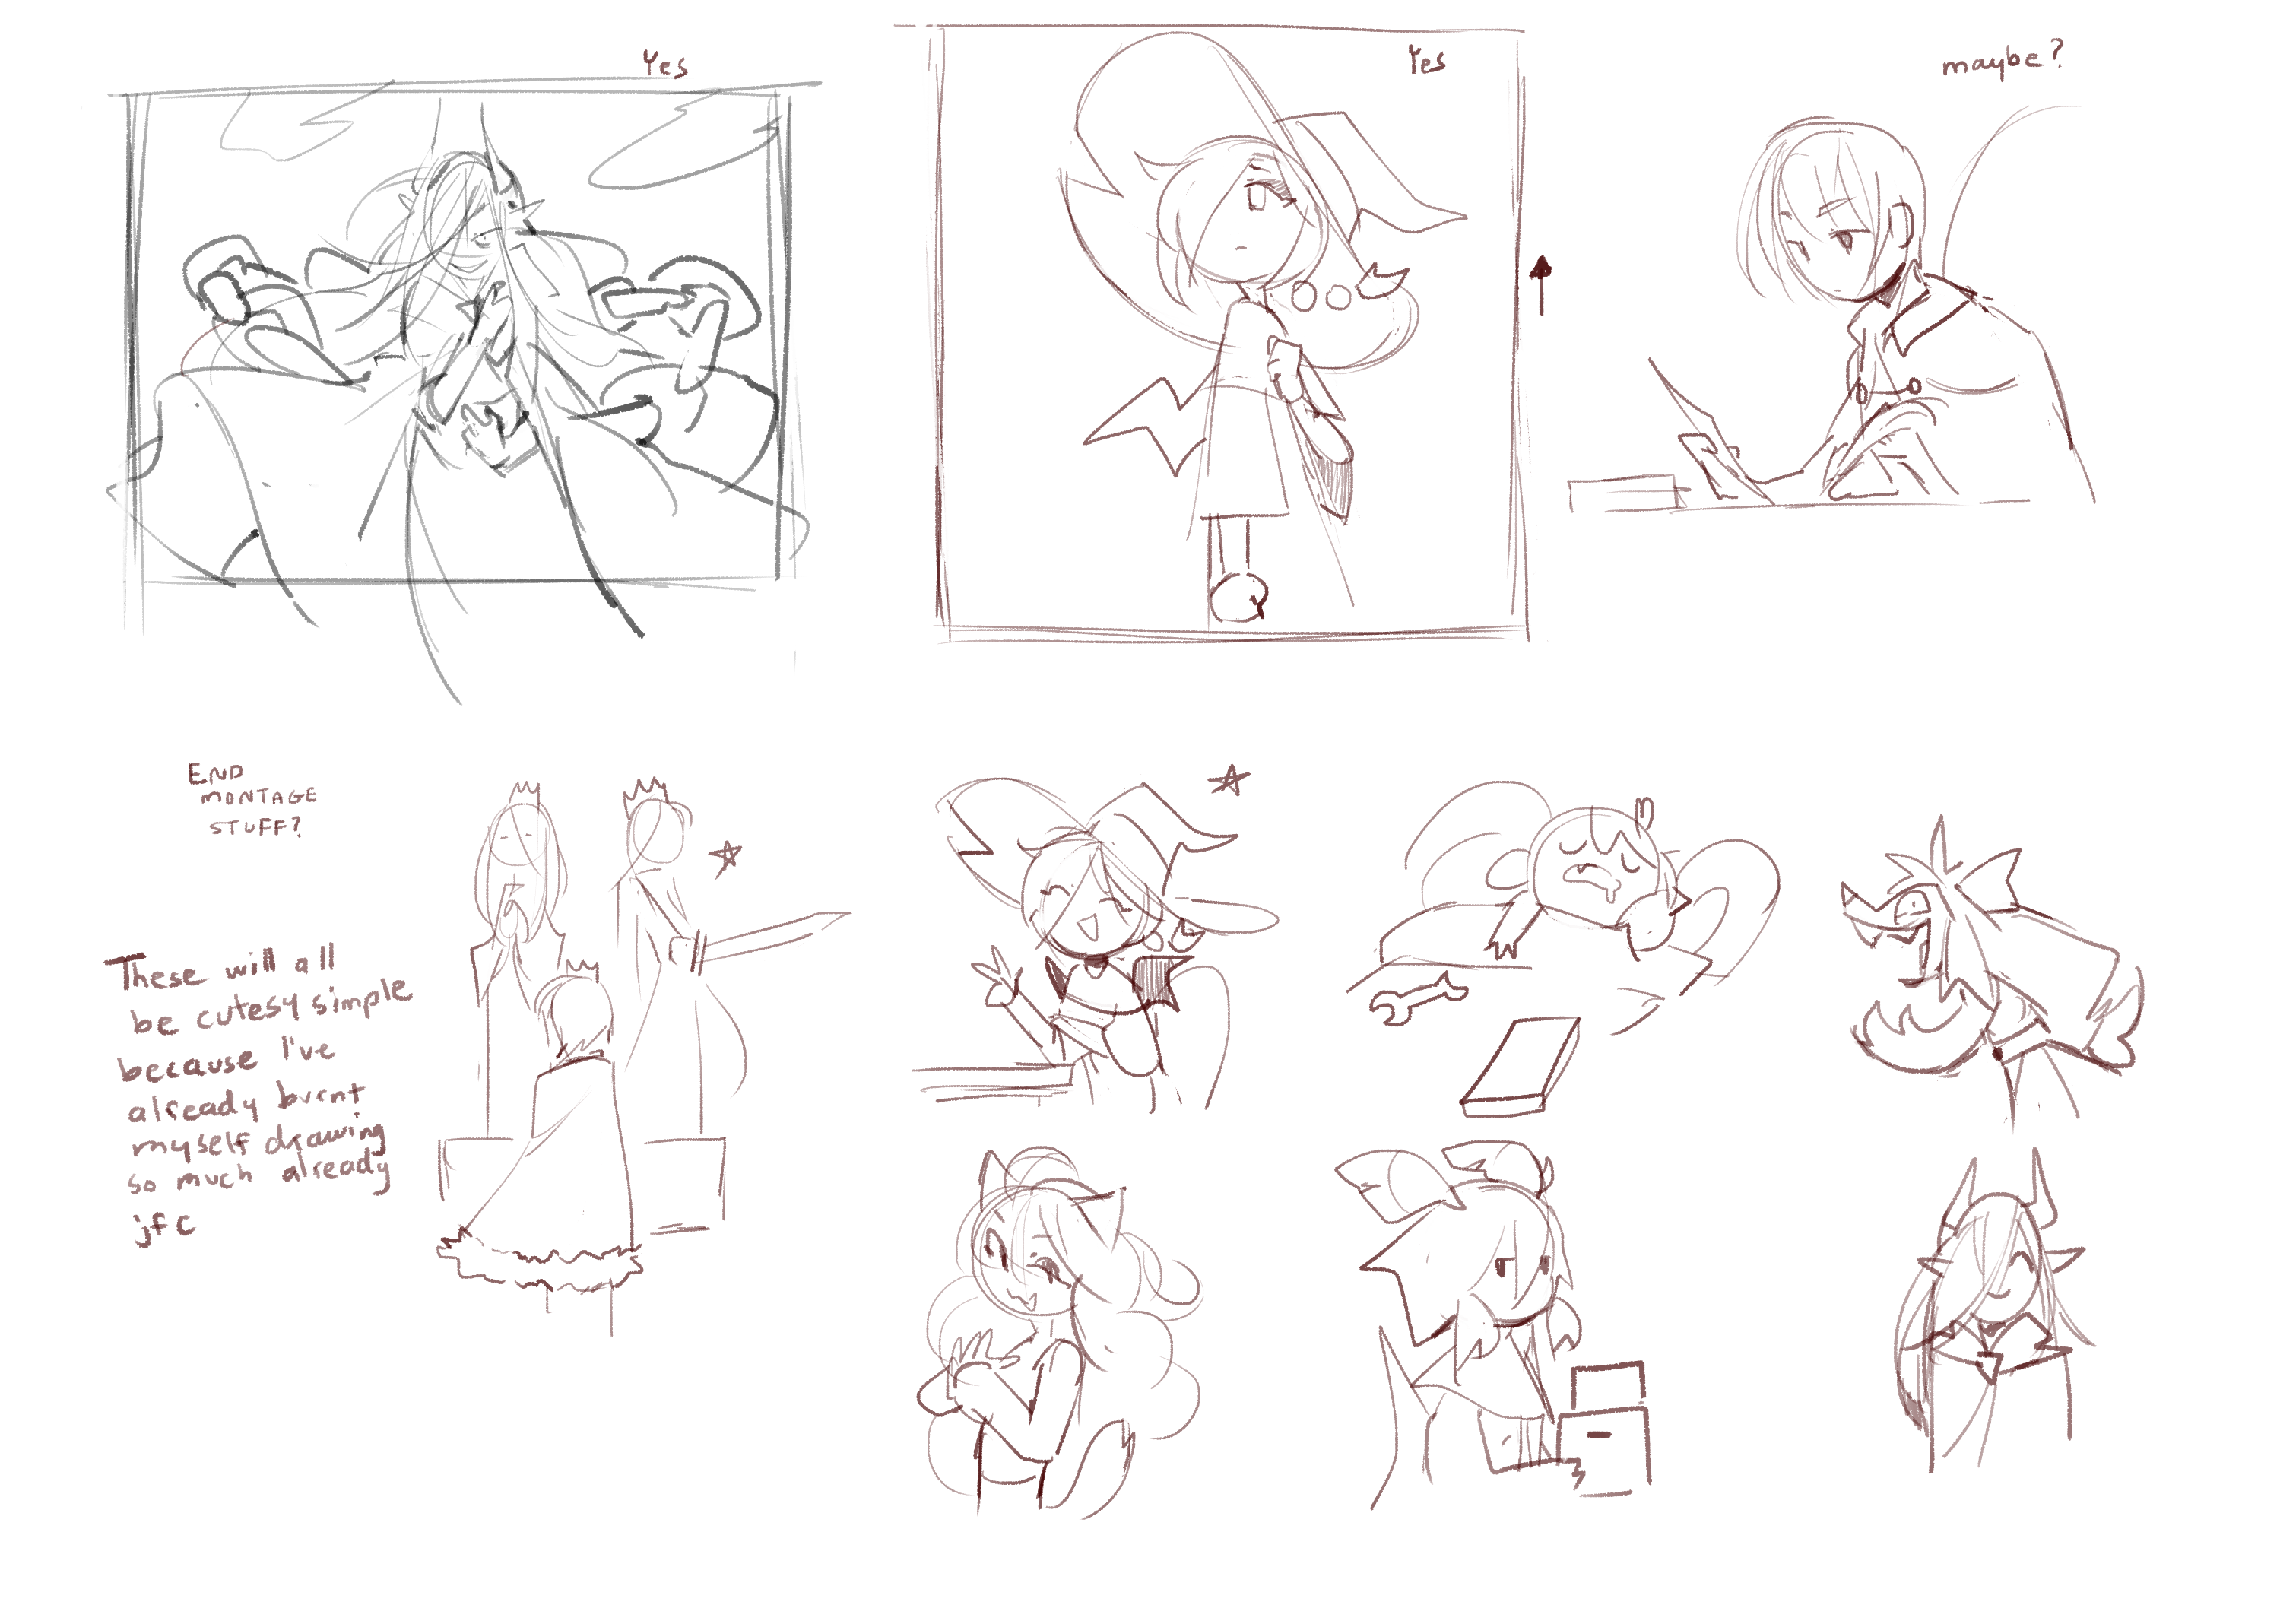 Yes
Yes
maybe?
END
MONTAGE
STUFF?
These will all
be cutesy simple
because I've
already burnt
myself drawing
so much already
jfc